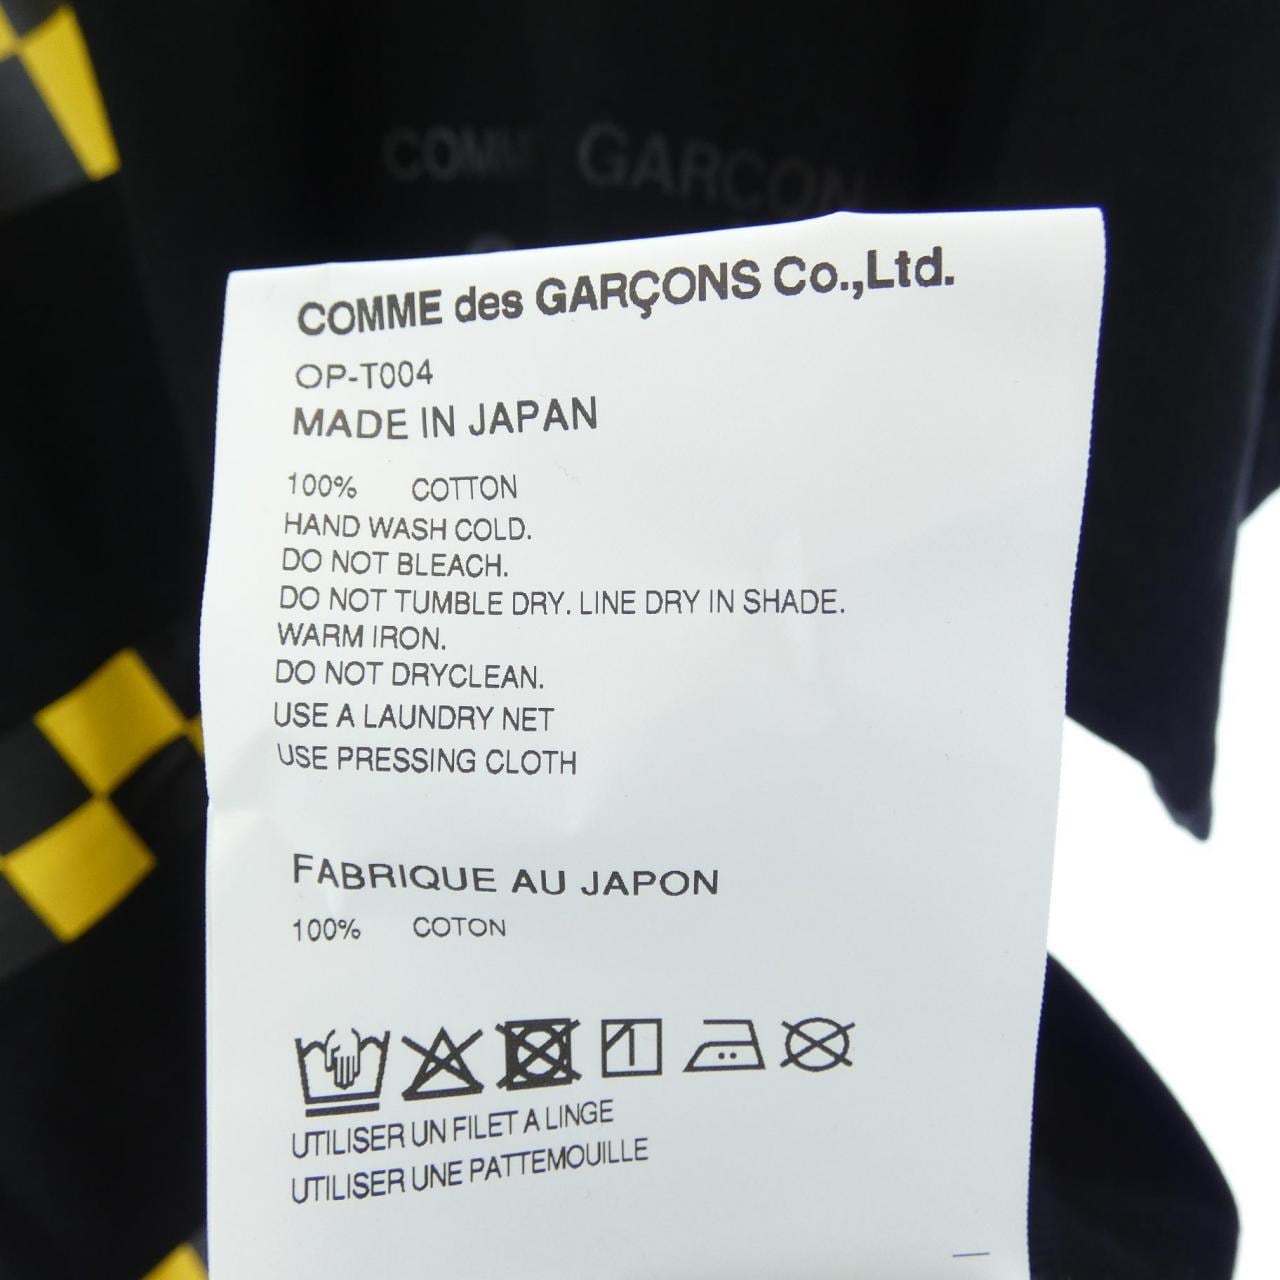 COMME GARÇON
COMME des GARÇONS Co.,Ltd.
OP-T004
MADE IN JAPAN
100% COTTON
HAND WASH COLD.
DO NOT BLEACH.
DO NOT TUMBLE DRY. LINE DRY IN SHADE.
WARM IRON.
DO NOT DRYCLEAN.
USE A LAUNDRY NET
USE PRESSING CLOTH
FABRIQUE AU JAPON
100% COTON
UTILISER UN FILET A LINGE
UTILISER UNE PATTEMOUILLE